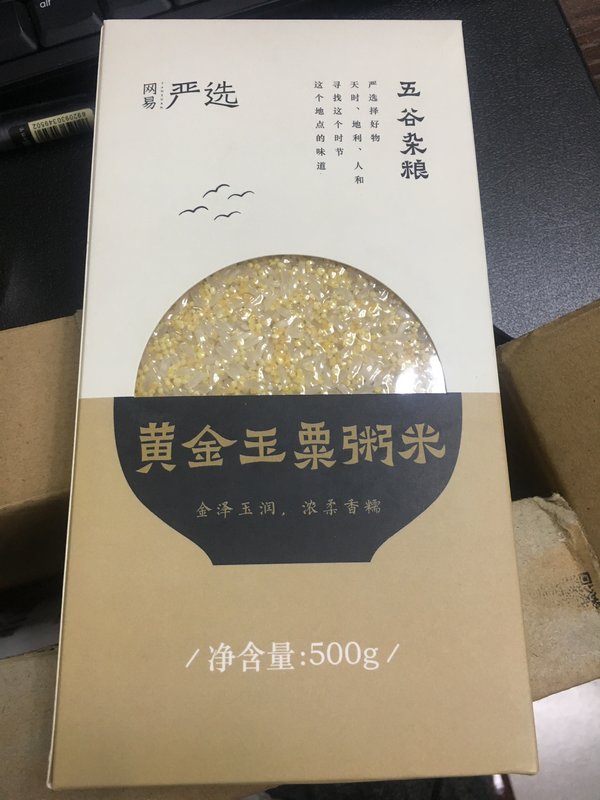 网易 严选
五谷杂粮
严选择好物
天时、地利、人和
寻找这个时节
这个地点的味道
黄金玉粟粥米
金泽玉润，浓柔香糯
/净含量:500g/
alt